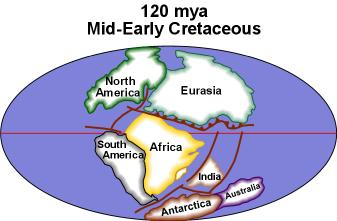 120 mya
Mid-Early Cretaceous
North
America
Eurasia
South
America
Africa
India
Australia
Antarctica